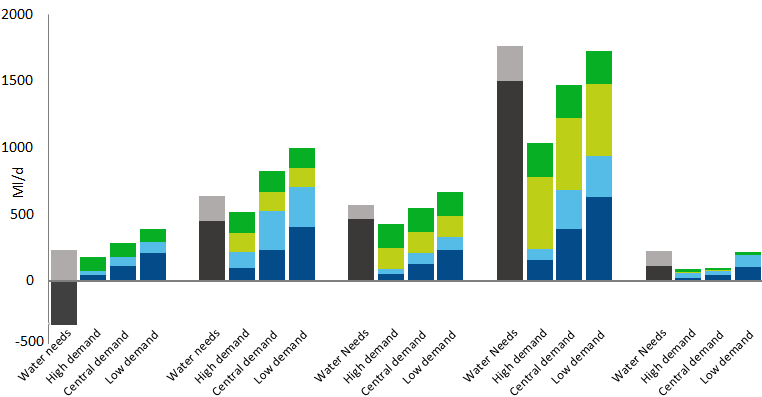 2000
1500
1000
500
0
-500
Ml/d
Water needs
High demand
Central demand
Low demand
Water needs
High demand
Central demand
Low demand
Water Needs
High demand
Central demand
Low demand
Water Needs
High demand
Central demand
Low demand
Water Needs
High demand
Central demand
Low demand